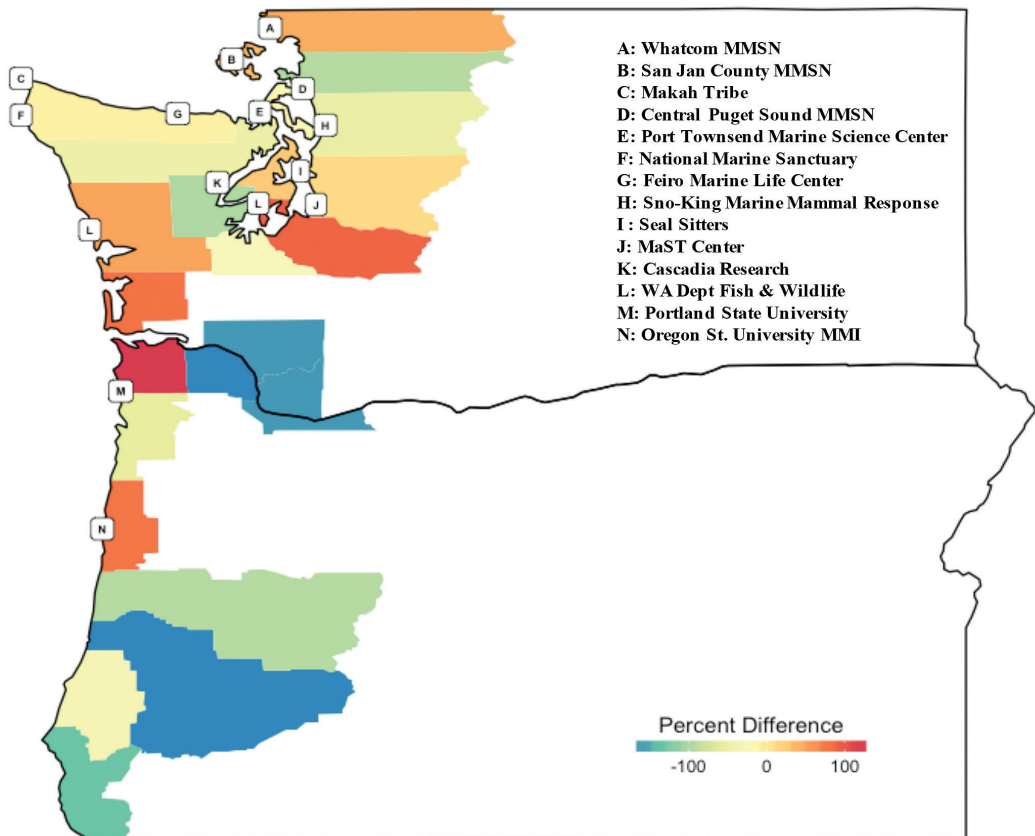 A
B
C
D
E
F
G
H
I
K
L
J
L
M
N
A: Whatcom MMSN
B: San Jan County MMSN
C: Makah Tribe
D: Central Puget Sound MMSN
E: Port Townsend Marine Science Center
F: National Marine Sanctuary
G: Feiro Marine Life Center
H: Sno-King Marine Mammal Response
I : Seal Sitters
J: MaST Center
K: Cascadia Research
L: WA Dept Fish & Wildlife
M: Portland State University
N: Oregon St. University MMI
Percent Difference
-100 0 100